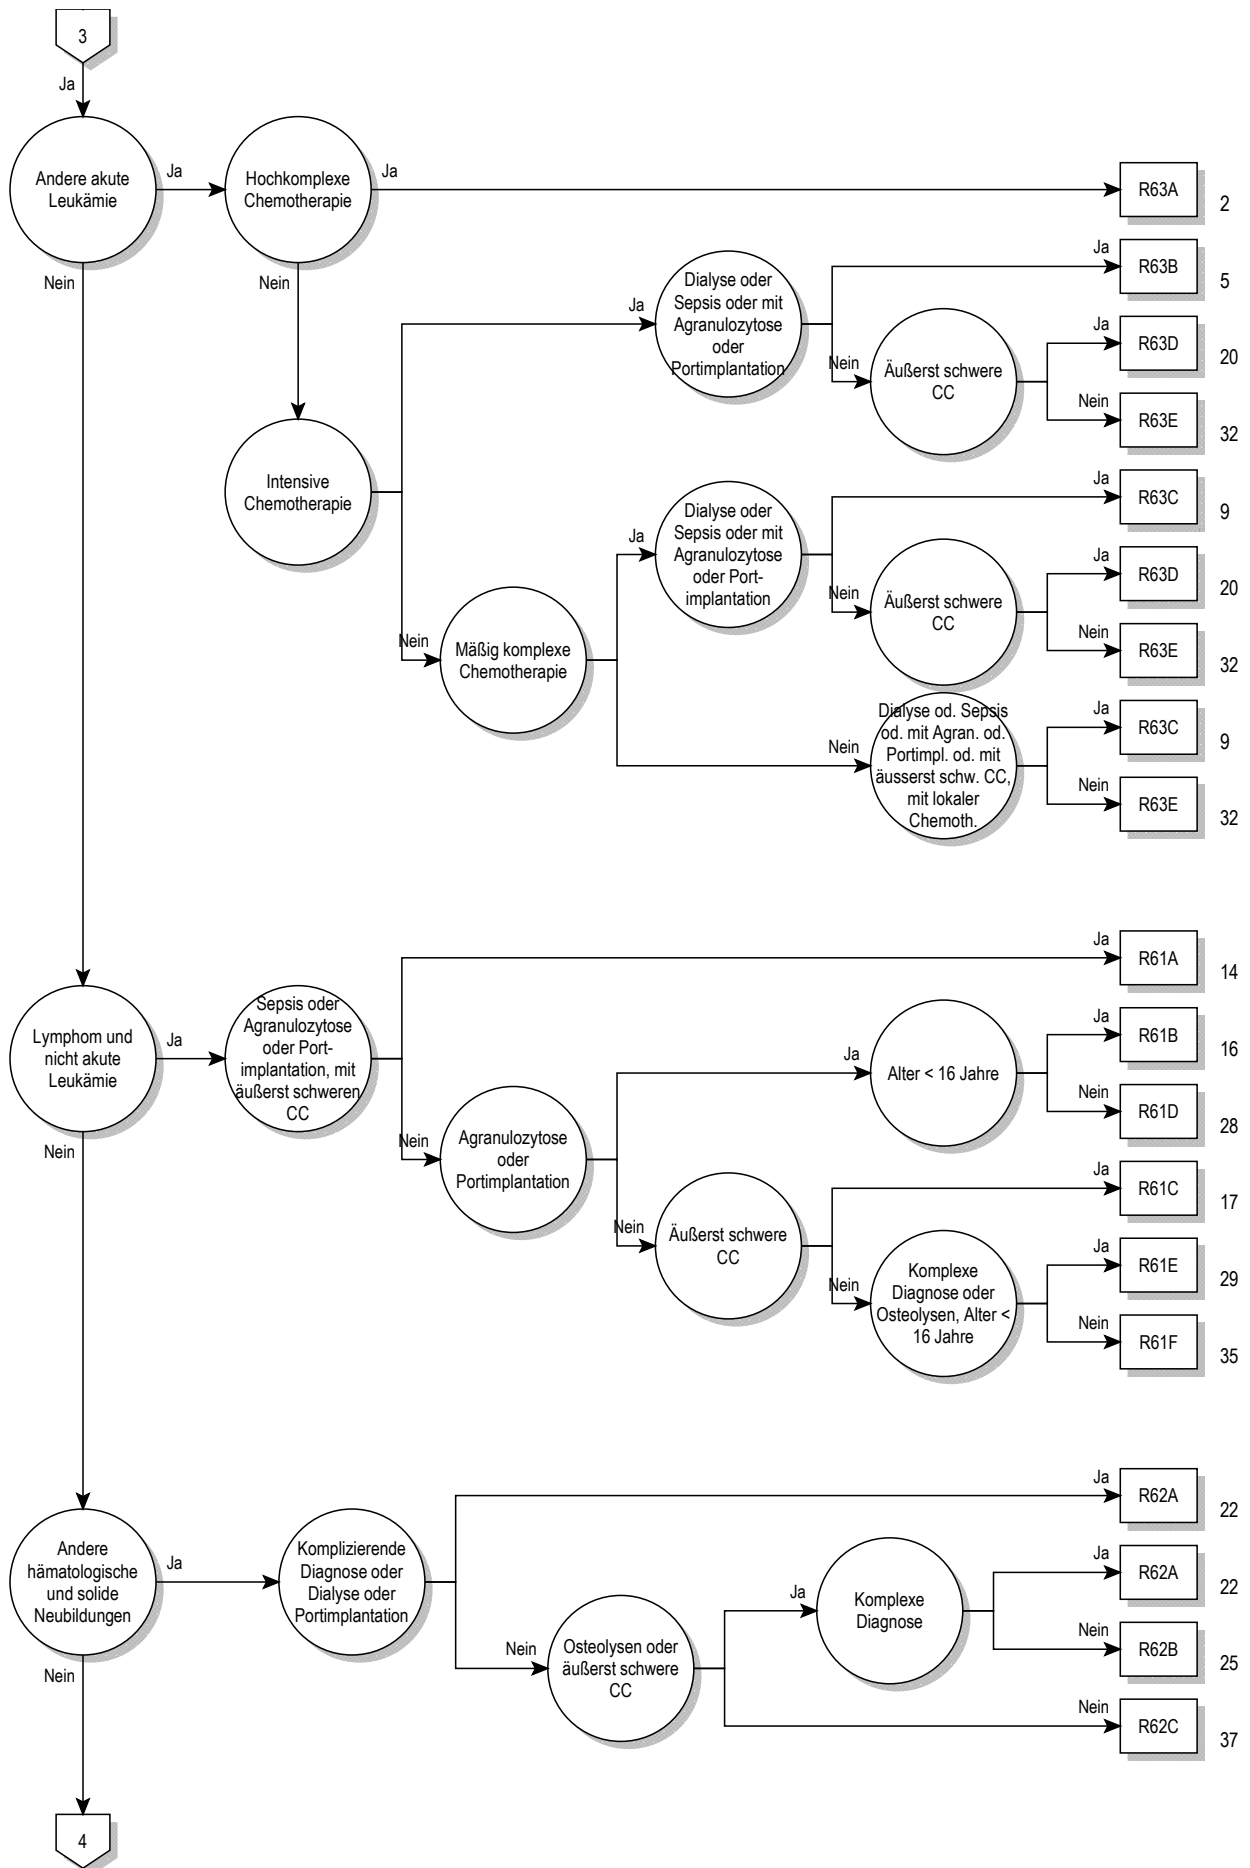 3
Ja
Andere akute
Leukämie
Ja
Hochkomplexe
Chemotherapie
Ja
R63A
2
Nein
Nein
Ja
Dialyse oder
Sepsis oder mit
Agranulozytose
oder
Portimplantation
Ja
R63B
5
Nein
Äußerst schwere
CC
Ja
R63D
20
Nein
R63E
32
Intensive
Chemotherapie
Ja
Dialyse oder
Sepsis oder mit
Agranulozytose
oder Port-
implantation
Ja
R63C
9
Nein
Äußerst schwere
CC
Ja
R63D
20
Nein
R63E
32
Nein
Mäßig komplexe
Chemotherapie
Nein
Dialyse od. Sepsis
od. mit Agran. od.
Portimpl. od. mit
äusserst schw. CC,
mit lokaler
Chemoth.
Ja
R63C
9
Nein
R63E
32
Lymphom und
nicht akute
Leukämie
Ja
Sepsis oder
Agranulozytose
oder Port-
implantation, mit
äußerst schweren
CC
Ja
R61A
14
Nein
Nein
Agranulozytose
oder
Portimplantation
Ja
Alter < 16 Jahre
Ja
R61B
16
Nein
R61D
28
Nein
Äußerst schwere
CC
Ja
R61C
17
Nein
Komplexe
Diagnose oder
Osteolysen, Alter <
16 Jahre
Ja
R61E
29
Nein
R61F
35
Andere
hämatologische
und solide
Neubildungen
Ja
Komplizierende
Diagnose oder
Dialyse oder
Portimplantation
Ja
R62A
22
Nein
Nein
Osteolysen oder
äußerst schwere
CC
Ja
Komplexe
Diagnose
Ja
R62A
22
Nein
R62B
25
Nein
R62C
37
4